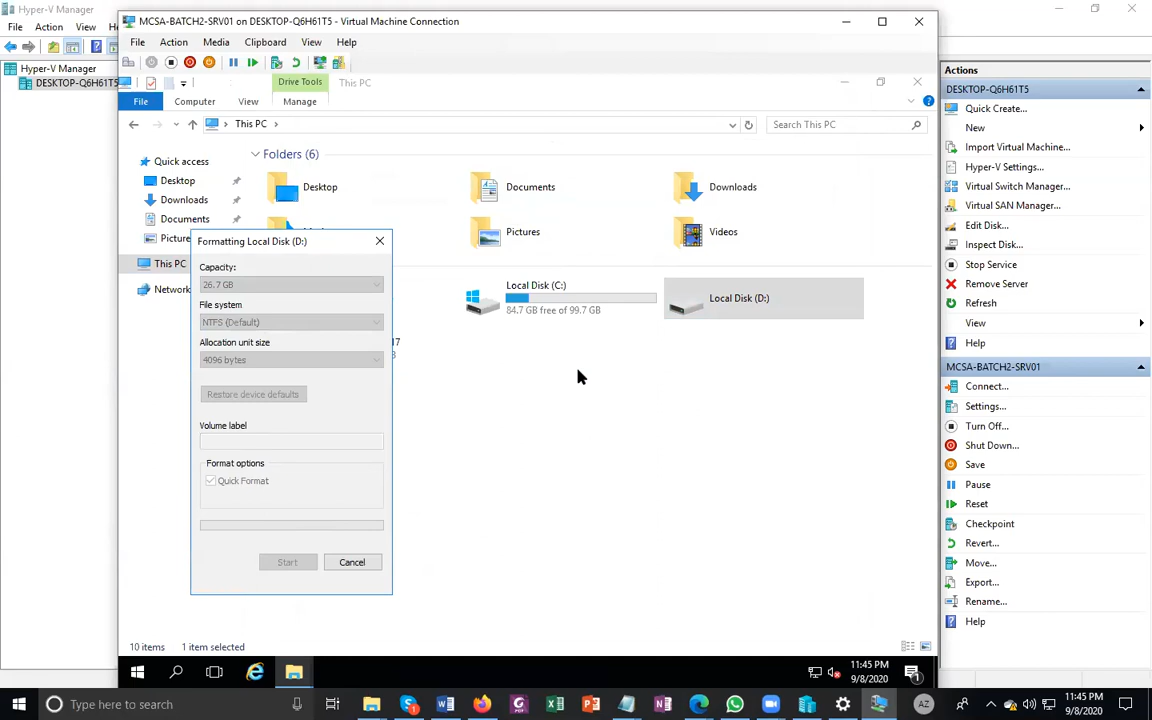 Hyper-V Manager
File Action View
Hyper-V Manager
DESKTOP-Q6H61T5
MCSA-BATCH2-SRV01 on DESKTOP-Q6H61T5 - Virtual Machine Connection
File Action Media Clipboard View Help
Drive Tools
This PC
File Computer View Manage
This PC
Search This PC
Quick access
Desktop
Downloads
Documents
This PC
Folders (6)
Desktop
Documents
Downloads
Pictures
Videos
Local Disk (C:)
84.7 GB free of 99.7 GB
Local Disk (D:)
Formatting Local Disk (D:)
Capacity:
26.7 GB
File system
NTFS (Default)
Allocation unit size
4096 bytes
Restore device defaults
Volume label
Format options
Quick Format
Start Cancel
10 items 1 item selected
11:45 PM
9/8/2020
Actions
DESKTOP-Q6H61T5
Quick Create...
New
Import Virtual Machine...
Hyper-V Settings...
Virtual Switch Manager...
Virtual SAN Manager...
Edit Disk...
Inspect Disk...
Stop Service
Remove Server
Refresh
View
Help
MCSA-BATCH2-SRV01
Connect...
Settings...
Turn Off...
Shut Down...
Save
Pause
Reset
Checkpoint
Revert...
Move...
Export...
Rename...
Help
Type here to search
AZ
11:45 PM
9/8/2020